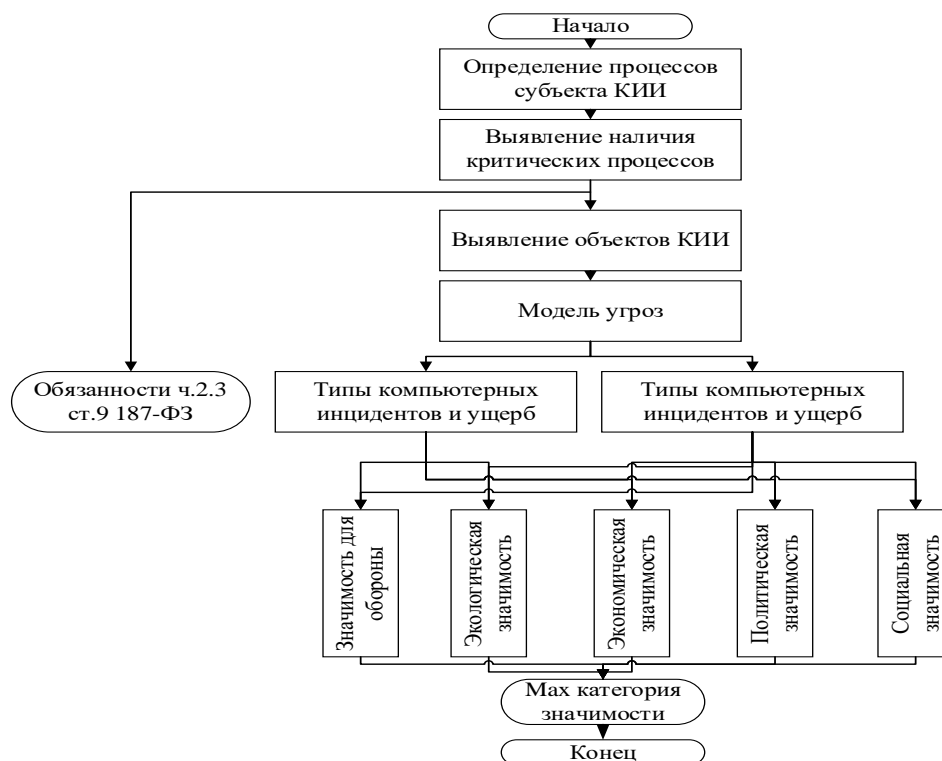 Начало
Определение процессов
субъекта КИИ
Выявление наличия
критических процессов
Выявление объектов КИИ
Модель угроз
Обязанности ч.2.3
ст.9 187-ФЗ
Типы компьютерных
инцидентов и ущерб
Типы компьютерных
инцидентов и ущерб
Значимость для
обороны
Экологическая
значимость
Экономическая
значимость
Политическая
значимость
Социальная
значимость
Мах категория
значимости
Конец